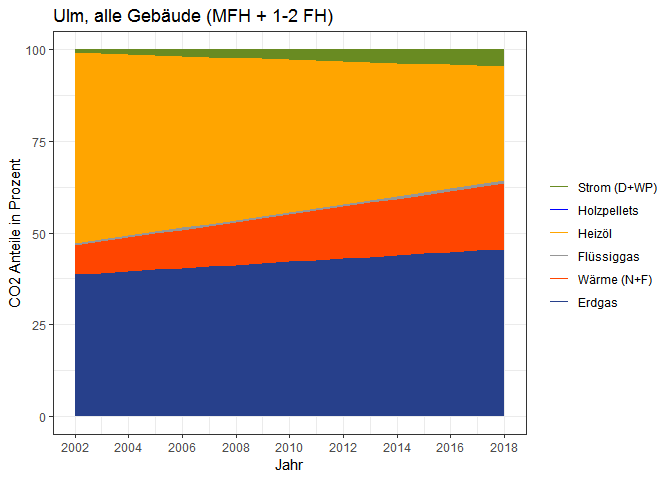 Ulm, alle Gebäude (MFH + 1-2 FH)
CO2 Anteile in Prozent
100
75
50
25
0
2002 2004 2006 2008 2010 2012 2014 2016 2018
Jahr
Strom (D+WP)
Holzpellets
Heizöl
Flüssiggas
Wärme (N+F)
Erdgas